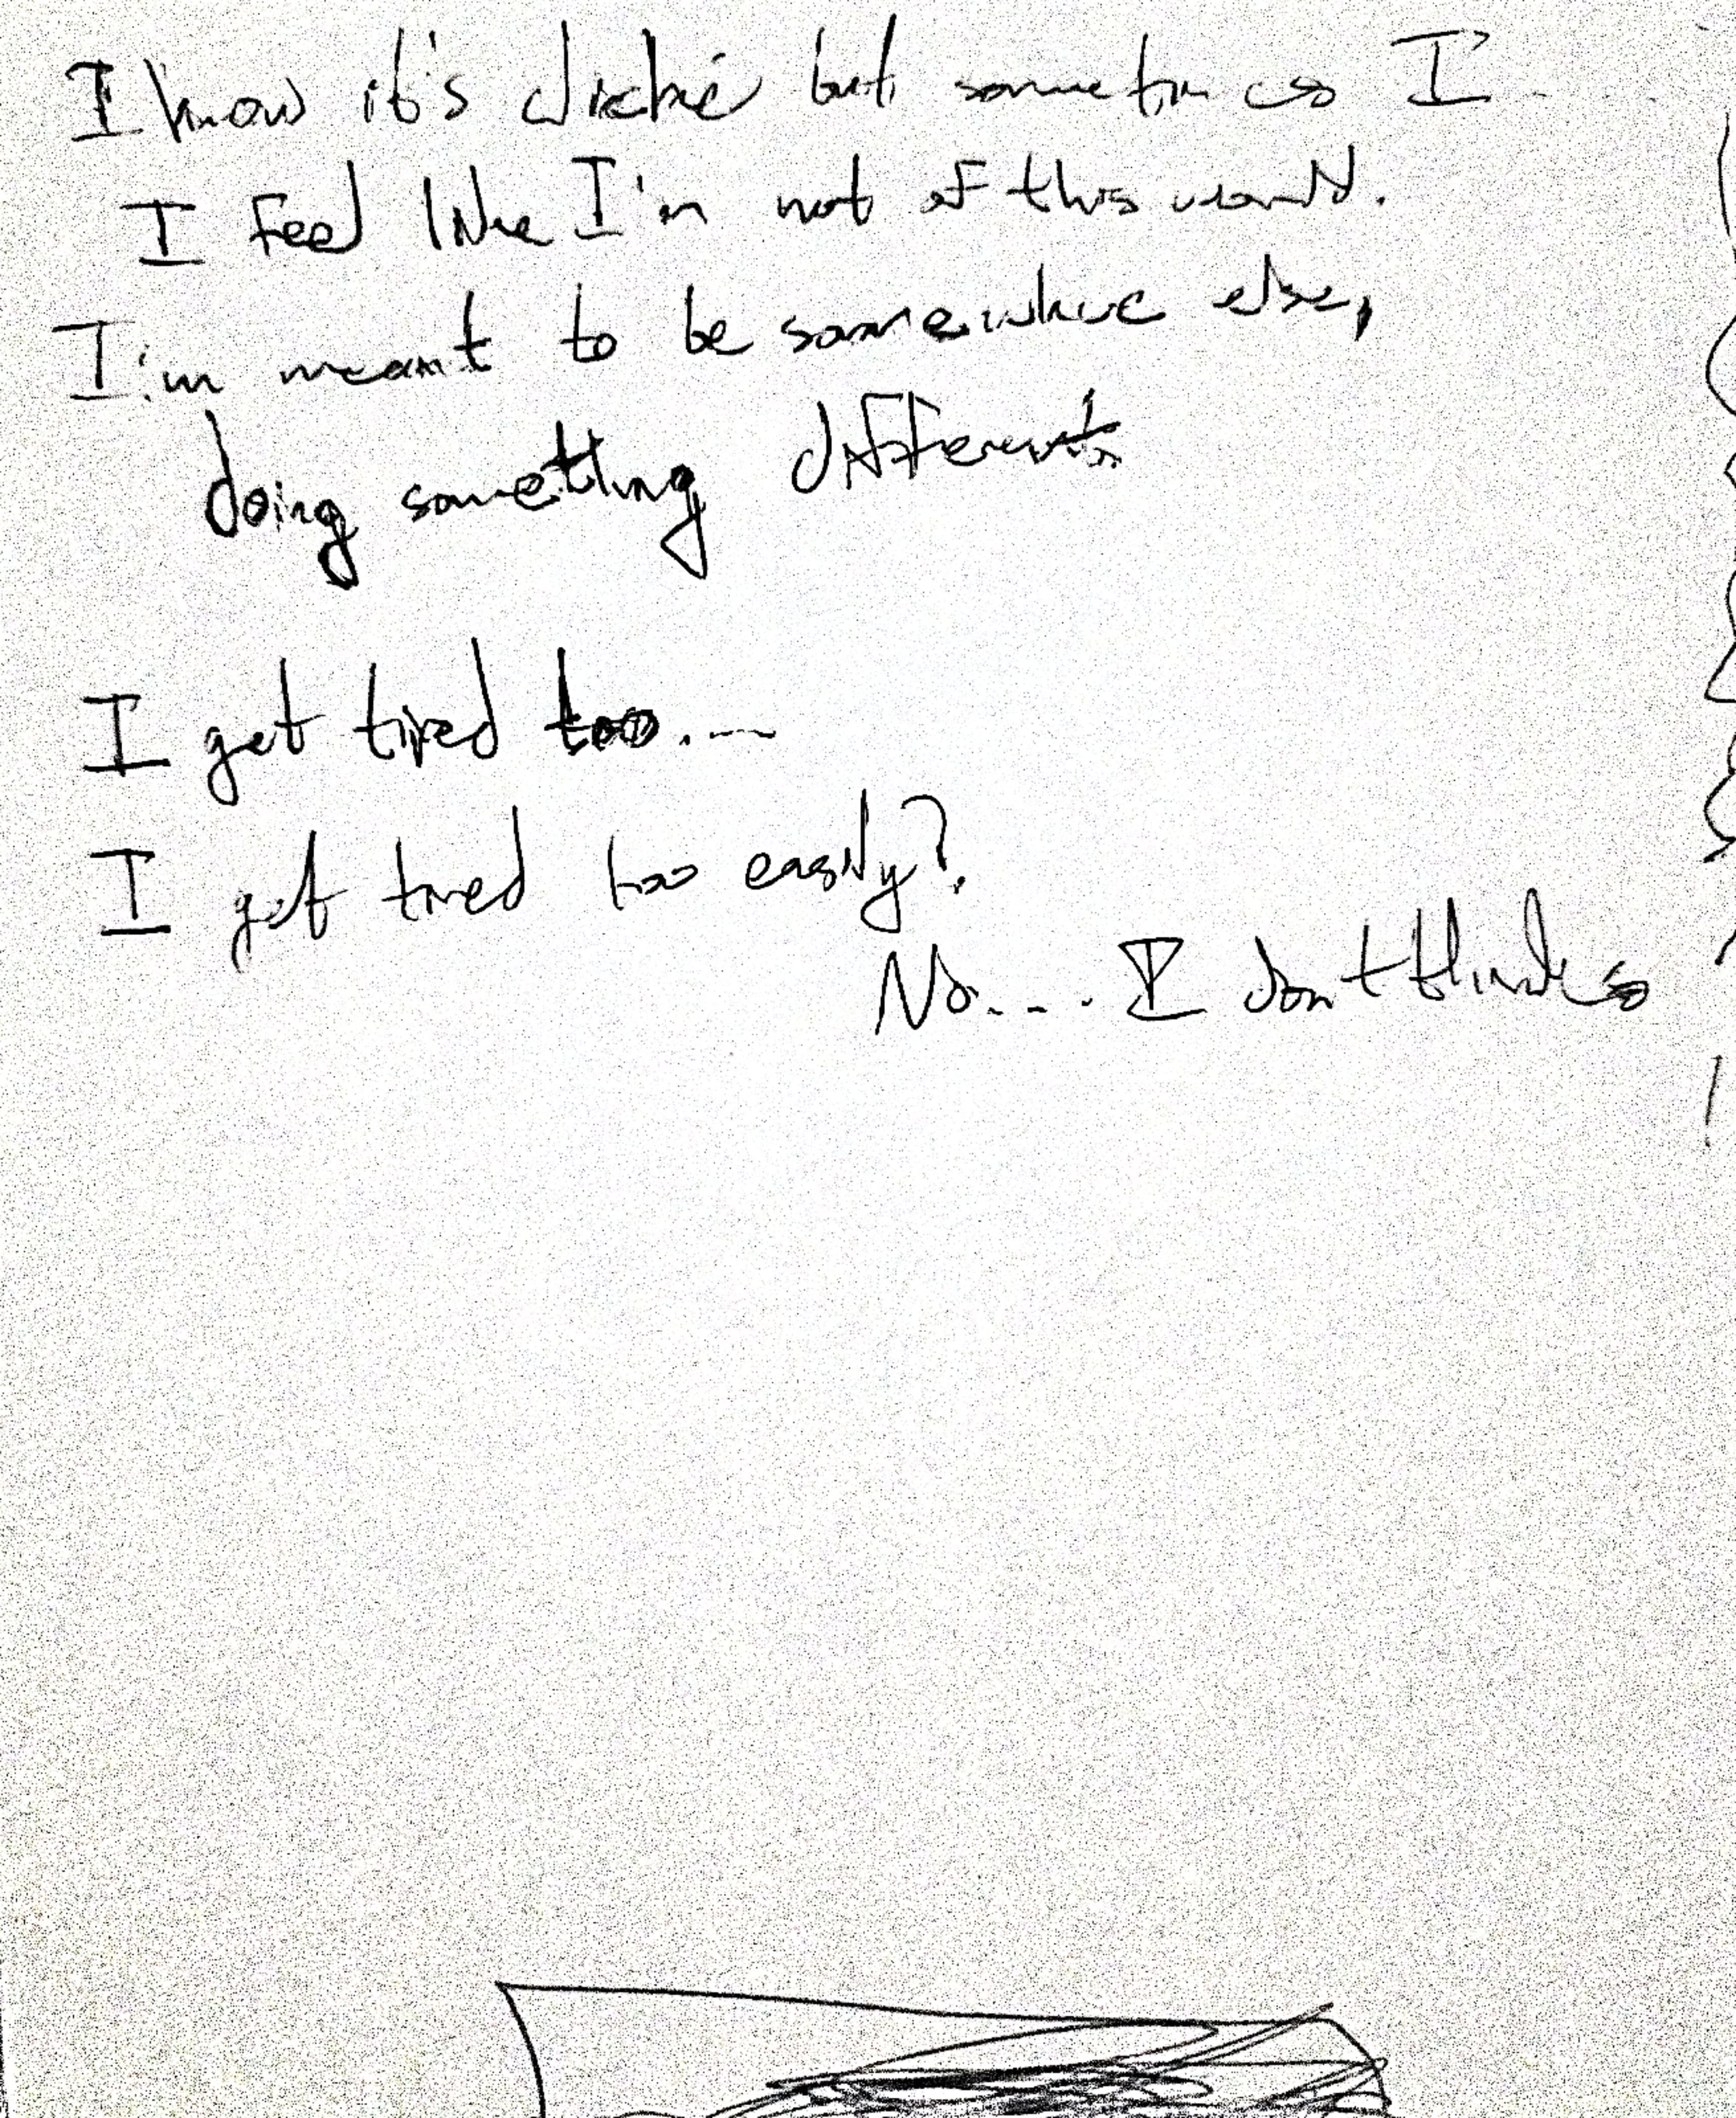 I know it's cliché but sometimes I
I feel like I'm not of this world.
I'm meant to be somewhere else,
doing something different
I get tired too....
I get tired too easily?
No.... I don't think so